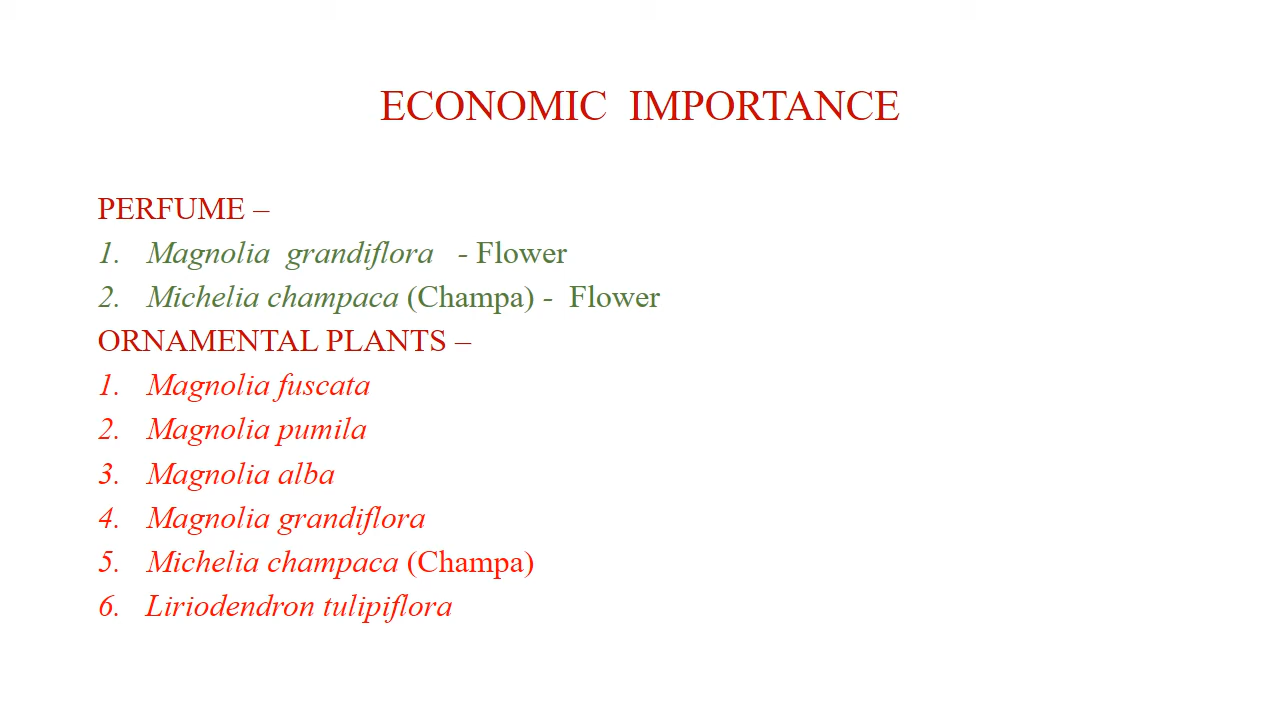 ECONOMIC IMPORTANCE
PERFUME –
1. Magnolia grandiflora - Flower
2. Michelia champaca (Champa) - Flower
ORNAMENTAL PLANTS –
1. Magnolia fuscata
2. Magnolia pumila
3. Magnolia alba
4. Magnolia grandiflora
5. Michelia champaca (Champa)
6. Liriodendron tulipiflora